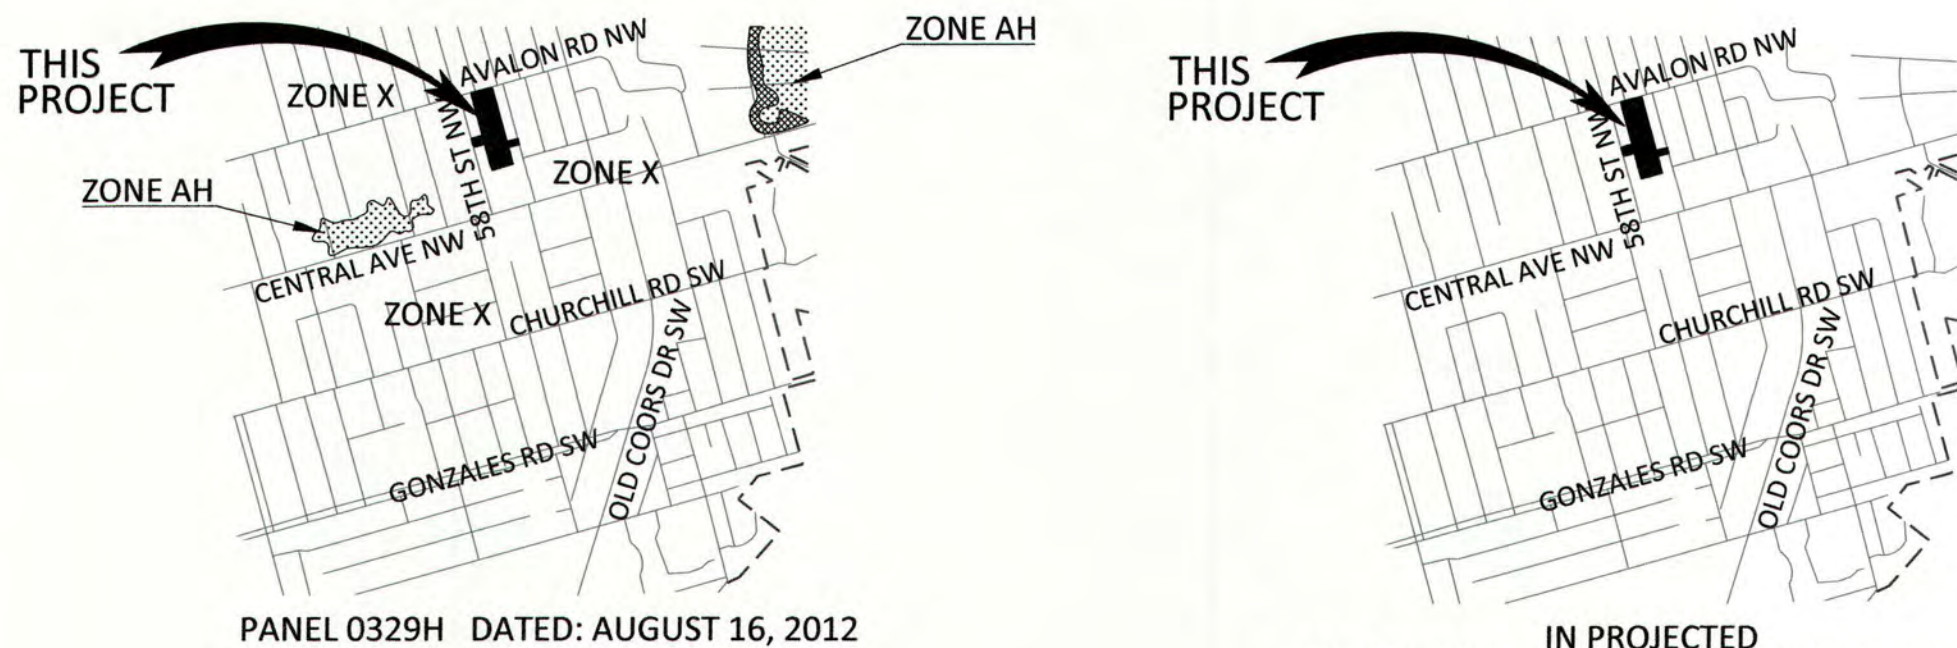 ZONE AH
THIS
PROJECT
AVALON RD NW
ZONE X
58TH ST NW
ZONE X
ZONE AH
CENTRAL AVE NW
ZONE X
CHURCHILL RD SW
OLD COORS DR SW
GONZALES RD SW
PANEL 0329H DATED: AUGUST 16, 2012
THIS
PROJECT
AVALON RD NW
58TH ST NW
CENTRAL AVE NW
CHURCHILL RD SW
OLD COORS DR SW
GONZALES RD SW
IN PROJECTED